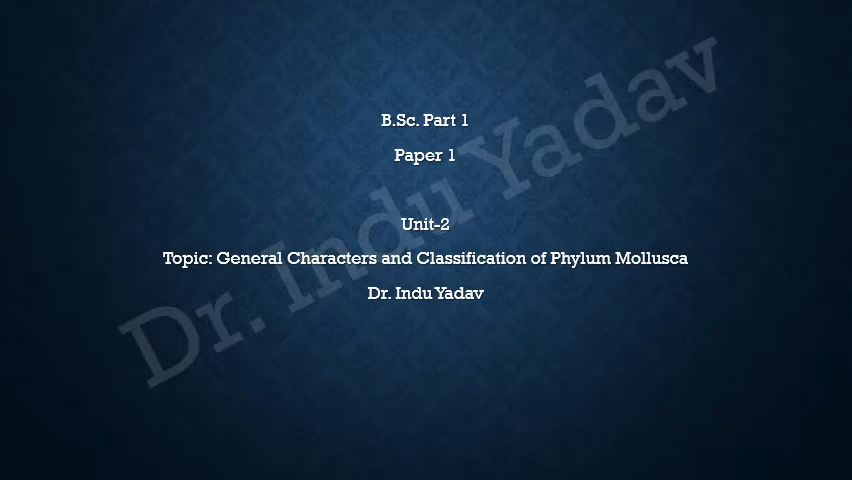 B.Sc. Part 1
Paper 1
Unit-2
Topic: General Characters and Classification of Phylum Mollusca
Dr. Indu Yadav
Dr. Indu Yadav